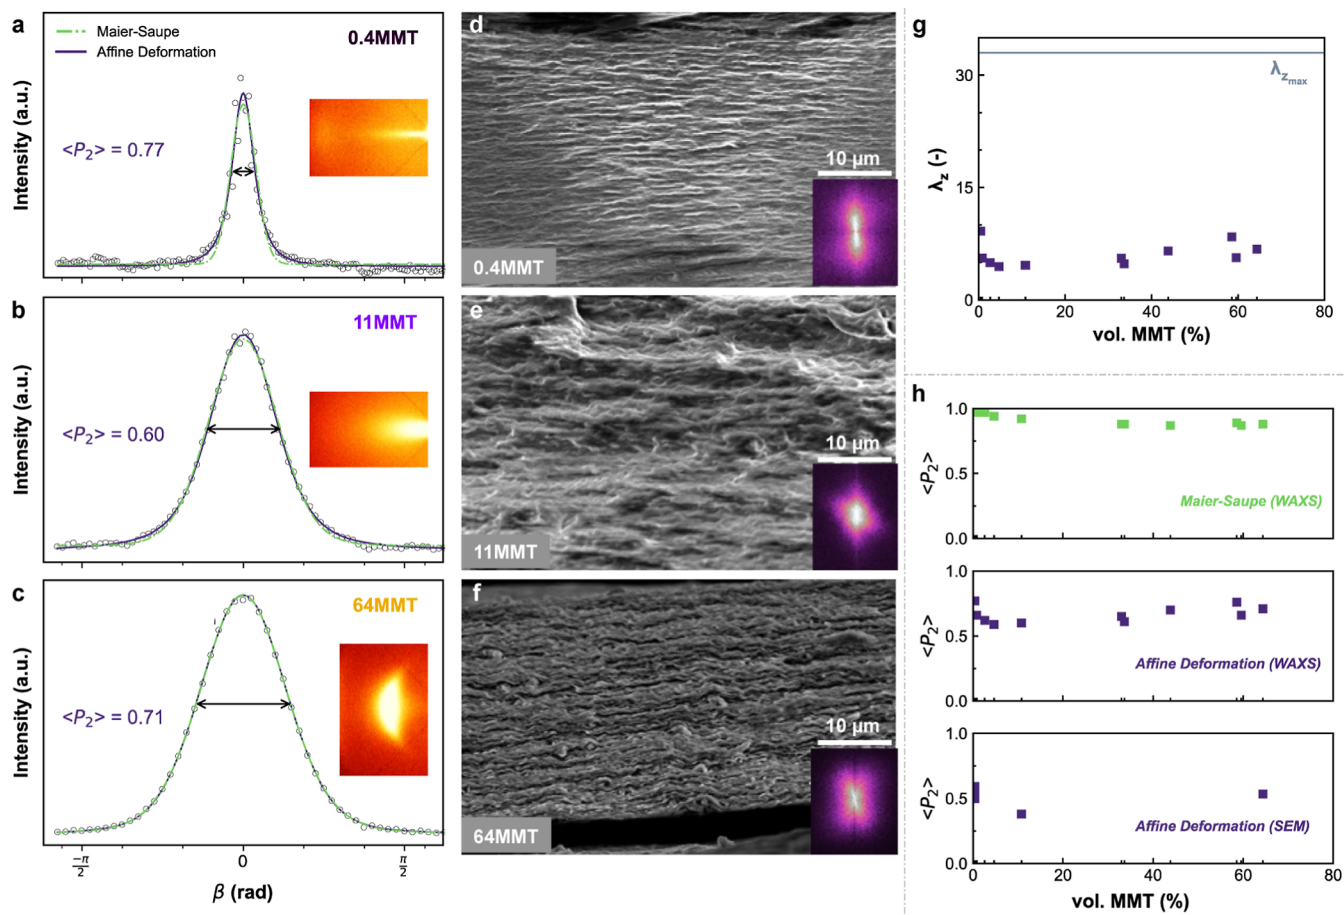 a
Maier-Saupe
Affine Deformation
0.4MMT
<P₂> = 0.77
Intensity (a.u.)
b
11MMT
<P₂> = 0.60
Intensity (a.u.)
c
64MMT
<P₂> = 0.71
Intensity (a.u.)
−π/2
0
π/2
β (rad)
d
10 µm
0.4MMT
e
10 µm
11MMT
f
10 µm
64MMT
g
λz (-)
30
15
0
λzmax
0
20
40
60
80
vol. MMT (%)
h
<P₂>
1.0
0.5
0.0
Maier-Saupe (WAXS)
<P₂>
1.0
0.5
0.0
Affine Deformation (WAXS)
<P₂>
1.0
0.5
0.0
Affine Deformation (SEM)
0
20
40
60
80
vol. MMT (%)